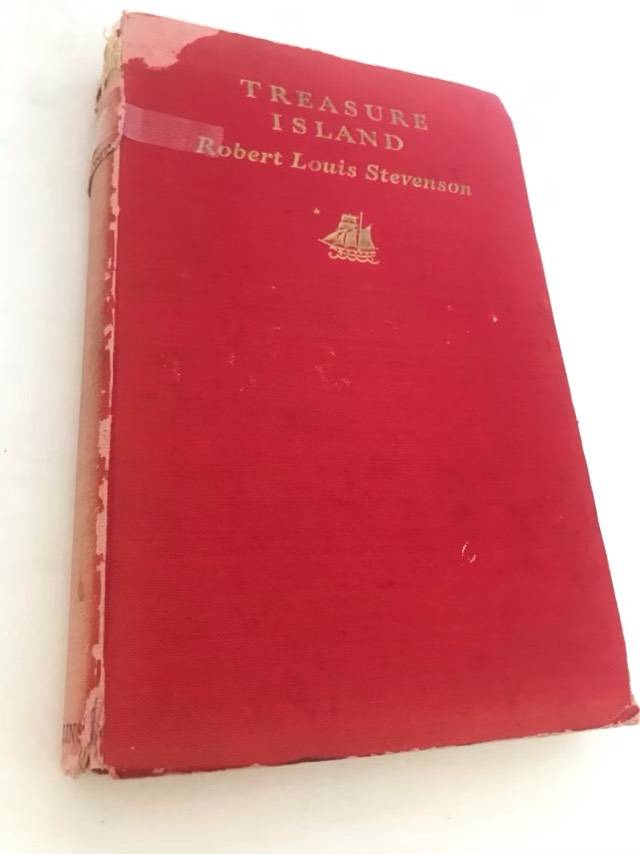 TREASURE
ISLAND
Robert Louis Stevenson